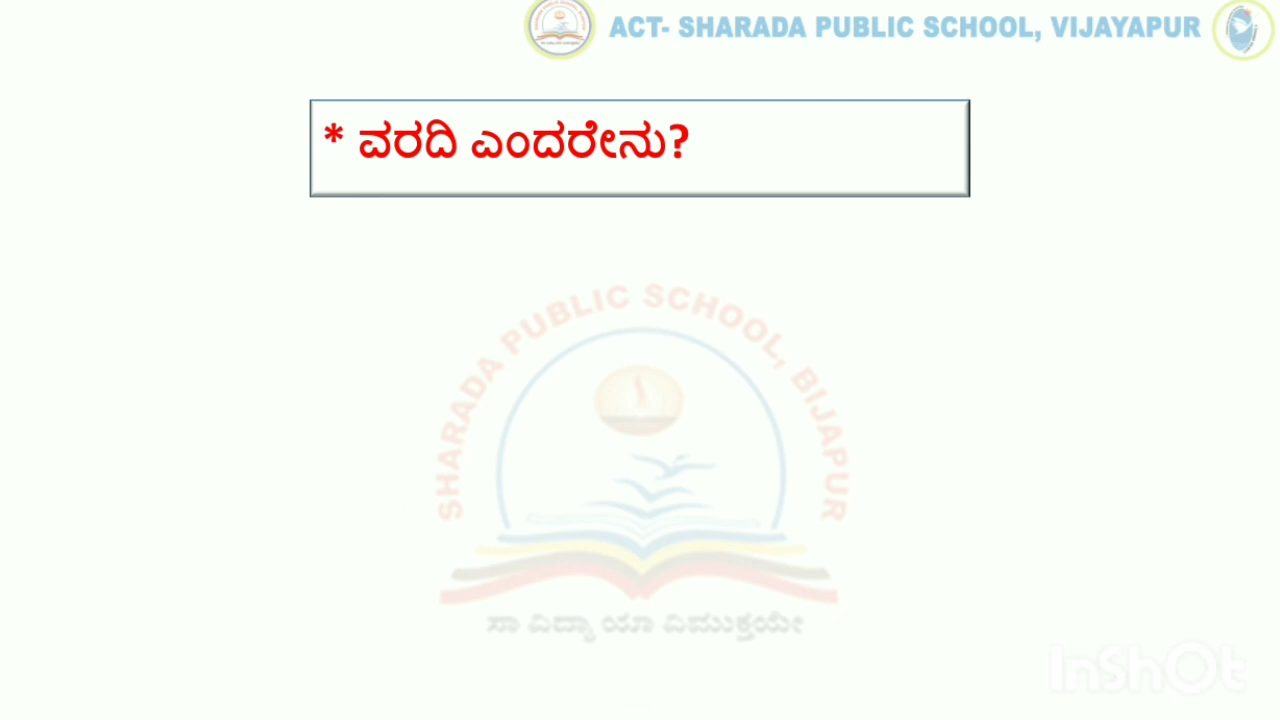 ACT- SHARADA PUBLIC SCHOOL, VIJAYAPUR
* ವರದಿ ಎಂದರೇನು?
SHARADA PUBLIC SCHOOL, BIJAPUR
ಸಾ ವಿದ್ಯಾ ಯಾ ವಿಮುಕ್ತಯೇ
InShOt